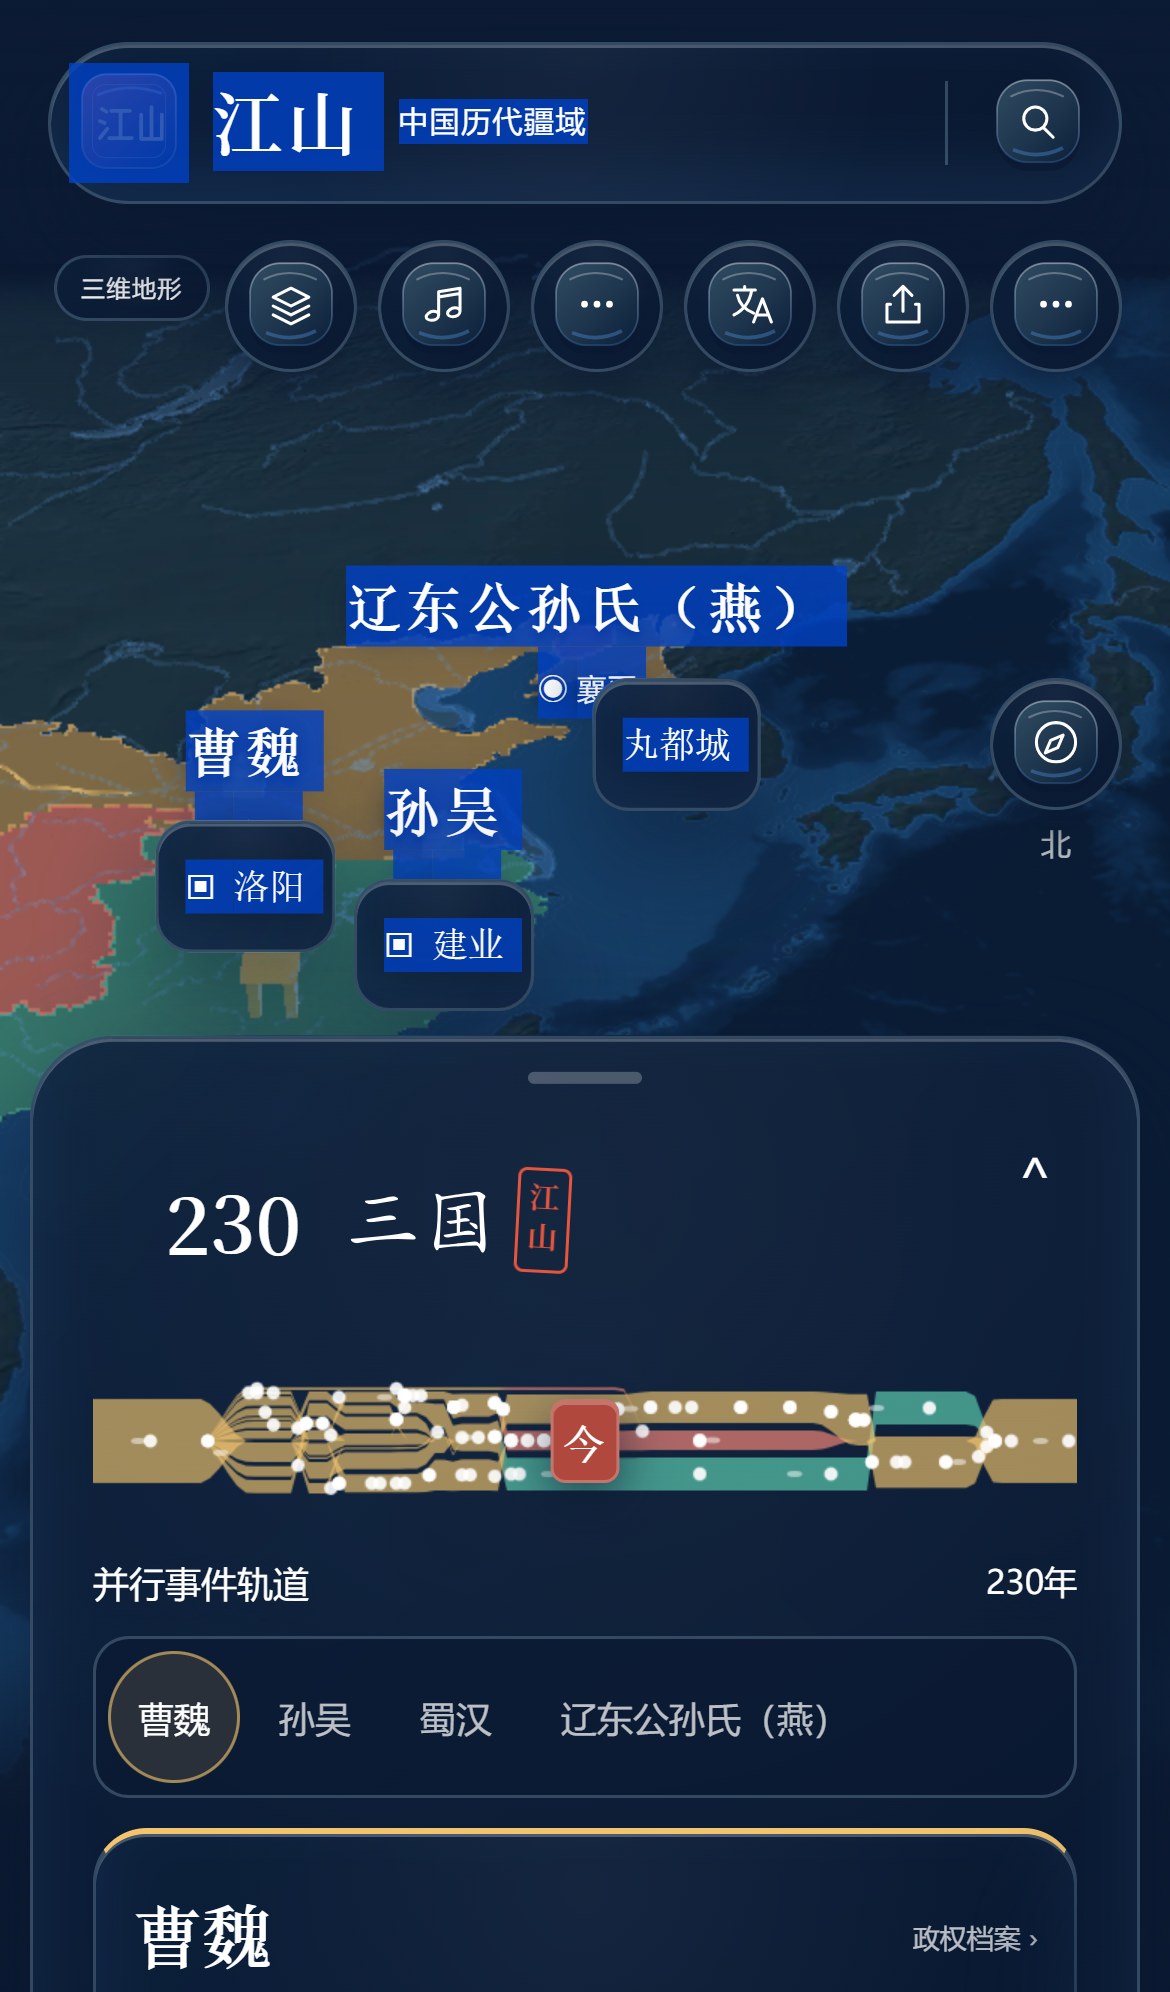 江山
江山 中国历代疆域
三维地形
辽东公孙氏（燕）
◉ 襄
丸都城
曹魏
孙吴
北
洛阳
建业
230 三国
江山
今
并行事件轨道
230年
曹魏 孙吴 蜀汉 辽东公孙氏（燕）
曹魏
政权档案 ›